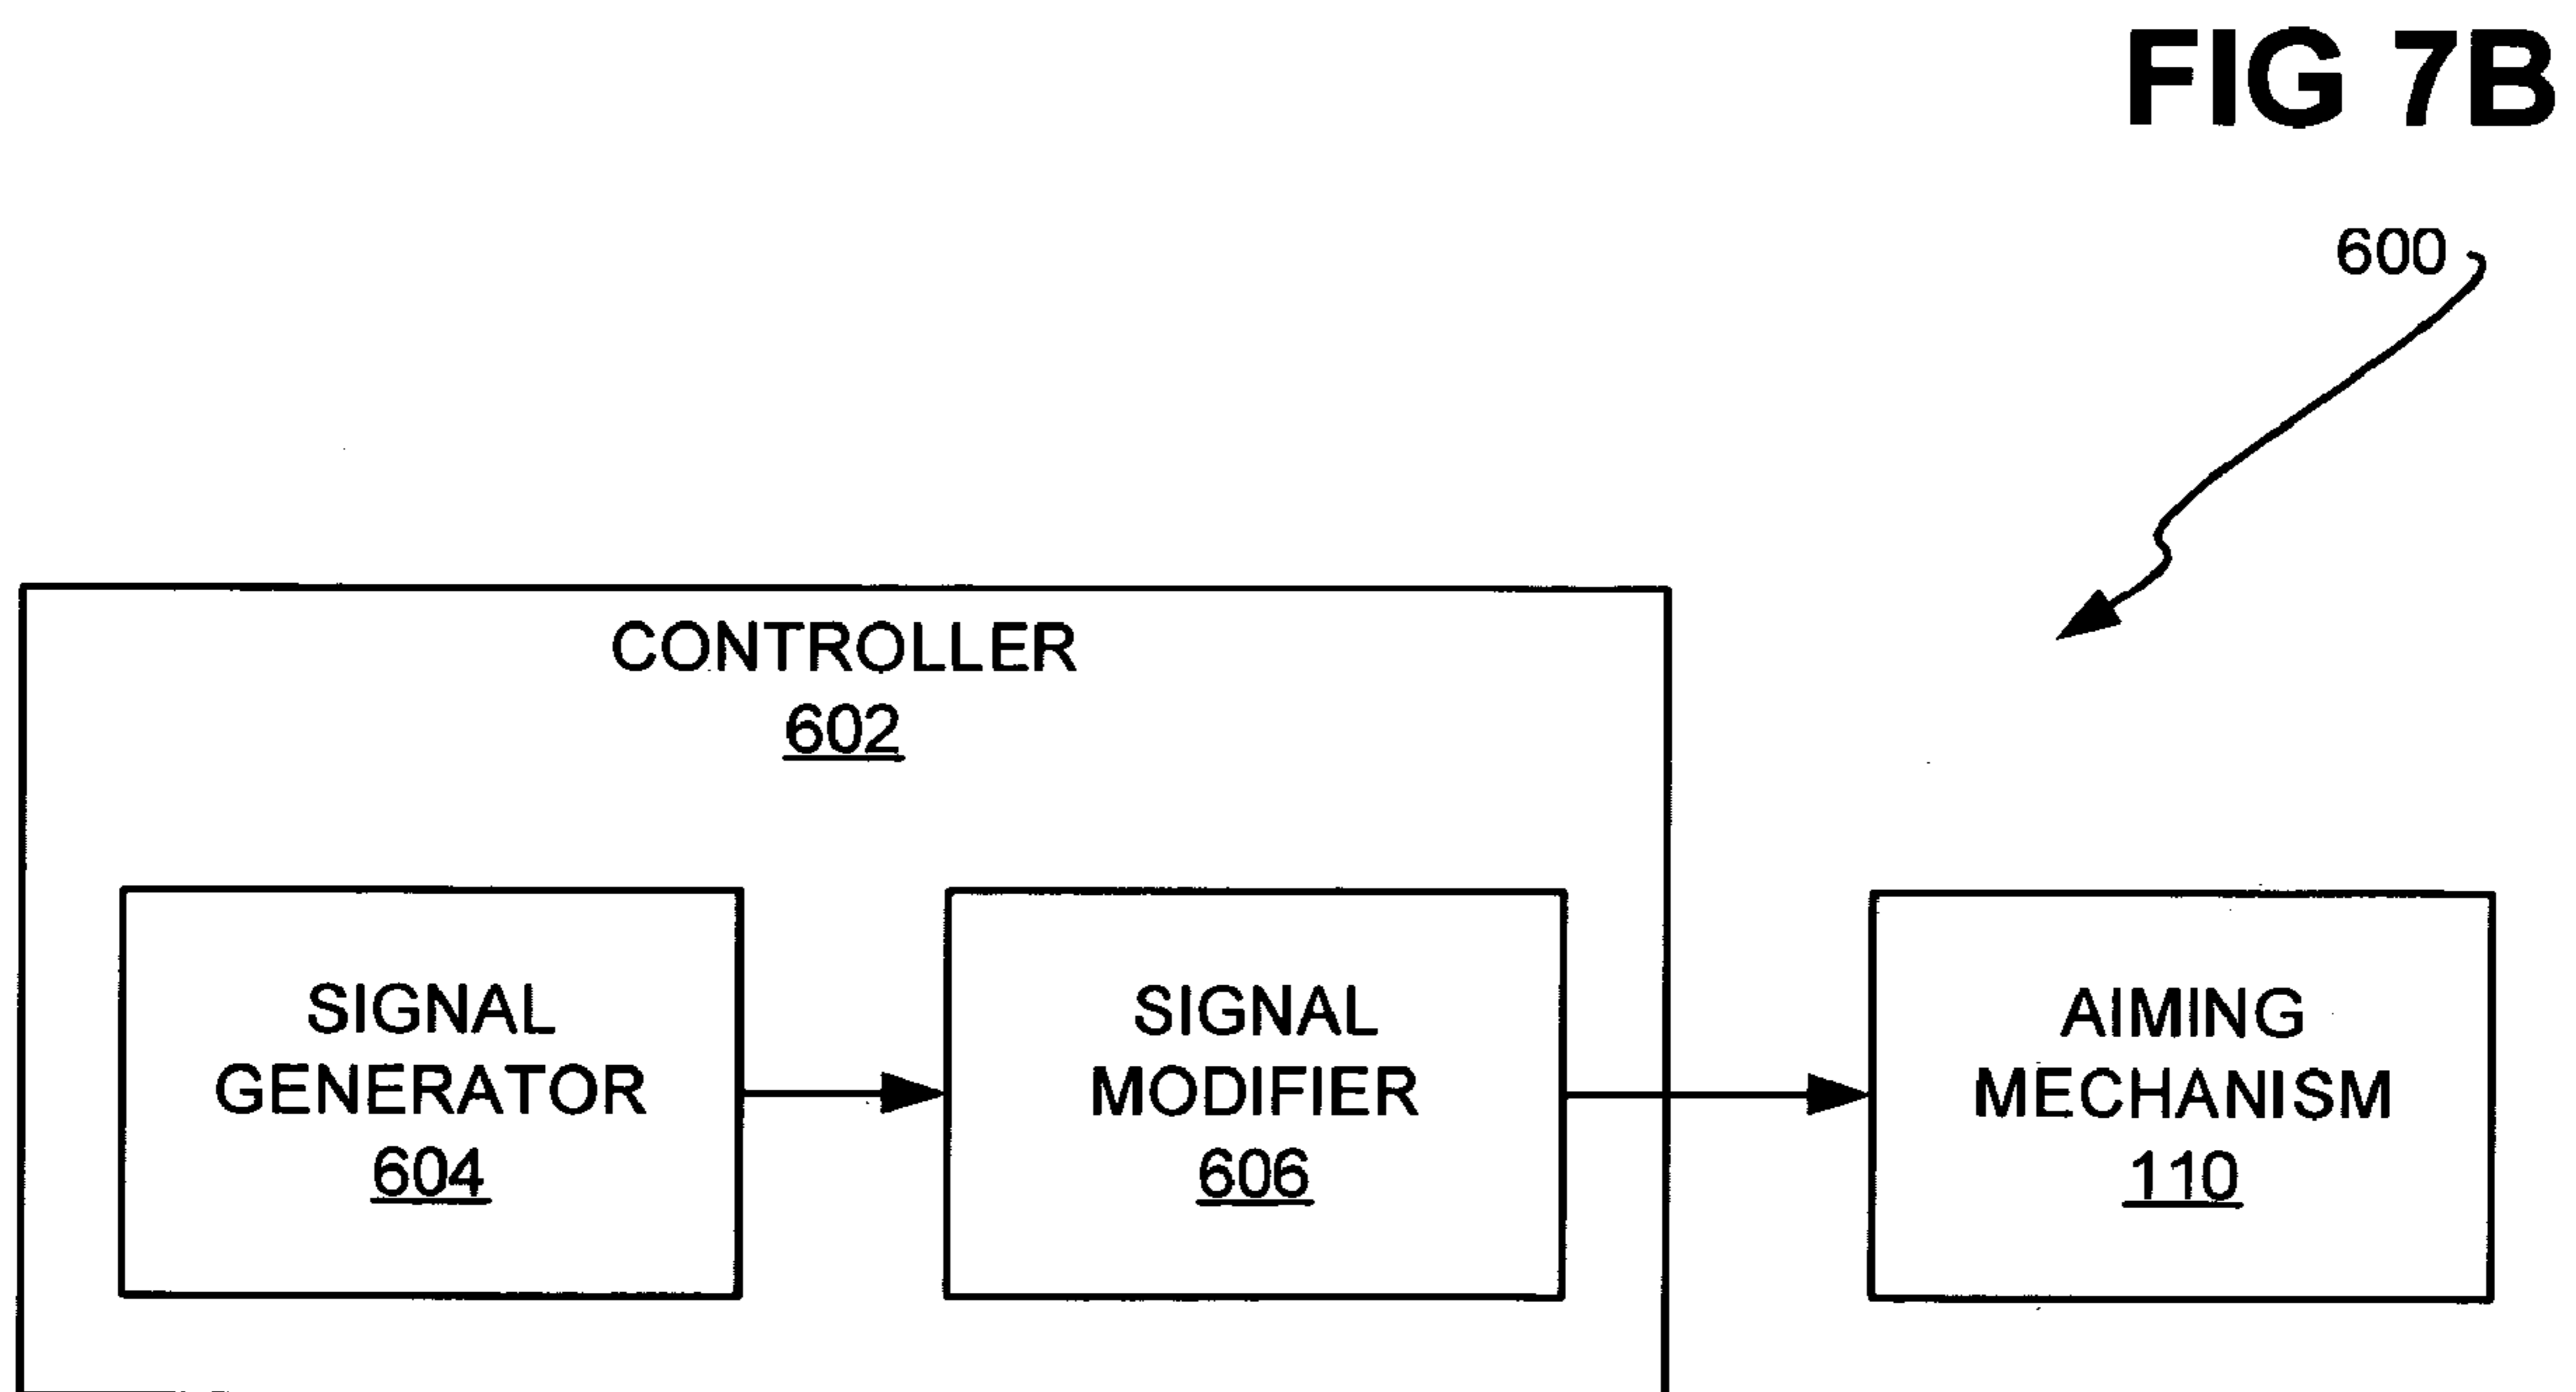 FIG 7B
600
CONTROLLER
602
SIGNAL
GENERATOR
604
SIGNAL
MODIFIER
606
AIMING
MECHANISM
110